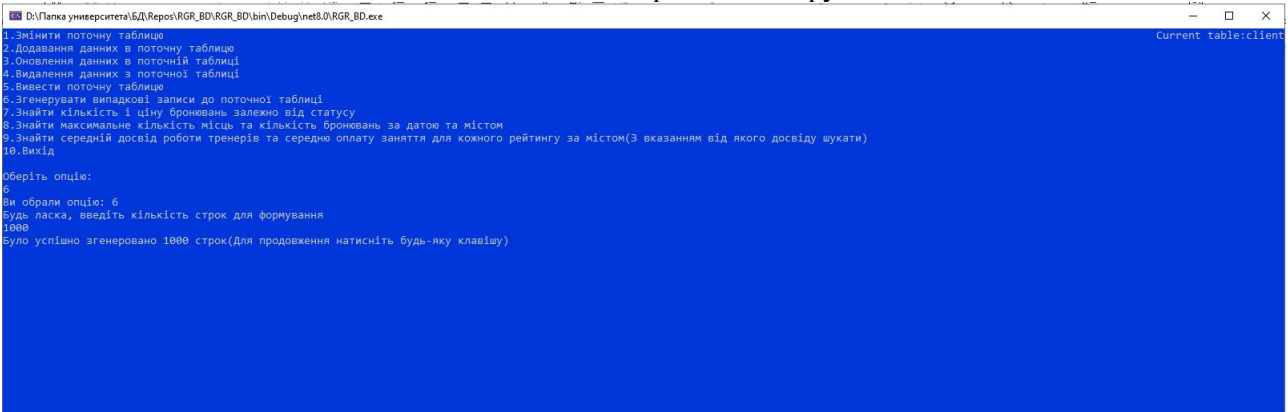 D:\Папка университета\БД\Repos\RGR_BD\RGR_BD\bin\Debug\net8.0\RGR_BD.exe
1.Змінити поточну таблицю
Current table:client
2.Додавання данних в поточну таблицю
3.Оновлення данних в поточній таблиці
4.Видалення данних з поточної таблиці
5.Вивести поточну таблицю
6.Згенерувати випадкові записи до поточної таблиці
7.Знайти кількість і ціну бронювань залежно від статусу
8.Знайти максимальне кількість місць та кількість бронювань за датою та містом
9.Знайти середній досвід роботи тренерів та середню оплату заняття для кожного рейтингу за містом(З вказанням від якого досвіду шукати)
10.Вихід
Оберіть опцію:
6
Ви обрали опцію: 6
Будь ласка, введіть кількість строк для формування
1000
Було успішно згенеровано 1000 строк(Для продовження натисніть будь-яку клавішу)